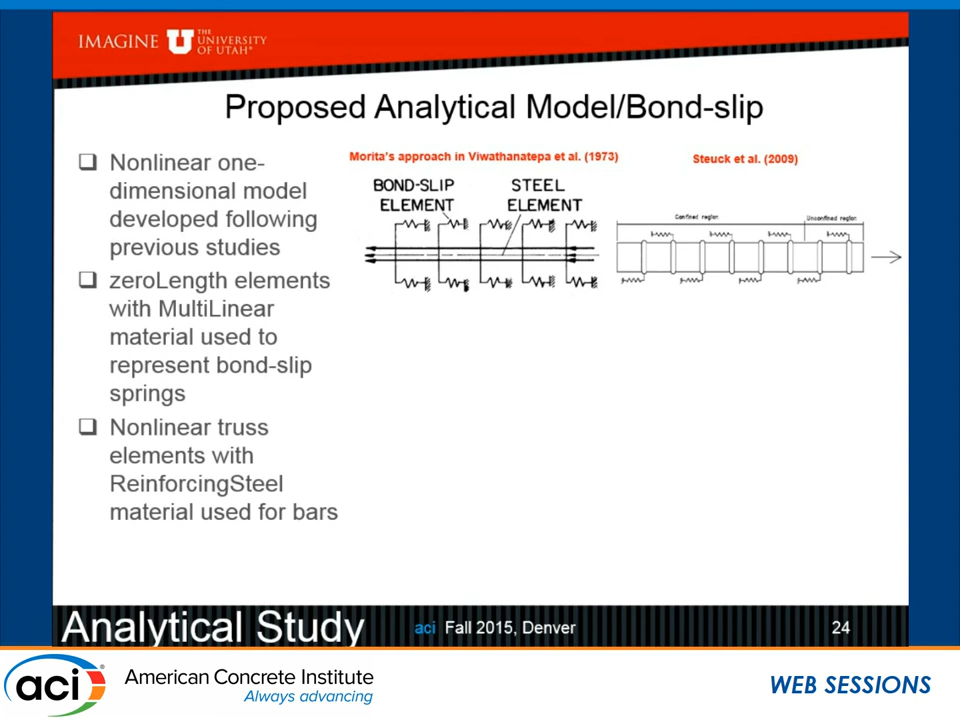 IMAGINE U THE UNIVERSITY OF UTAH®
Proposed Analytical Model/Bond-slip
❑ Nonlinear one-
dimensional model
developed following
previous studies
❑ zeroLength elements
with MultiLinear
material used to
represent bond-slip
springs
❑ Nonlinear truss
elements with
ReinforcingSteel
material used for bars
Morita's approach in Viwathanatepa et al. (1973)
BOND-SLIP
ELEMENT
STEEL
ELEMENT
Steuck et al. (2009)
Confined region
Unconfined region
Analytical Study
aci Fall 2015, Denver
24
aci®
American Concrete Institute
Always advancing
WEB SESSIONS